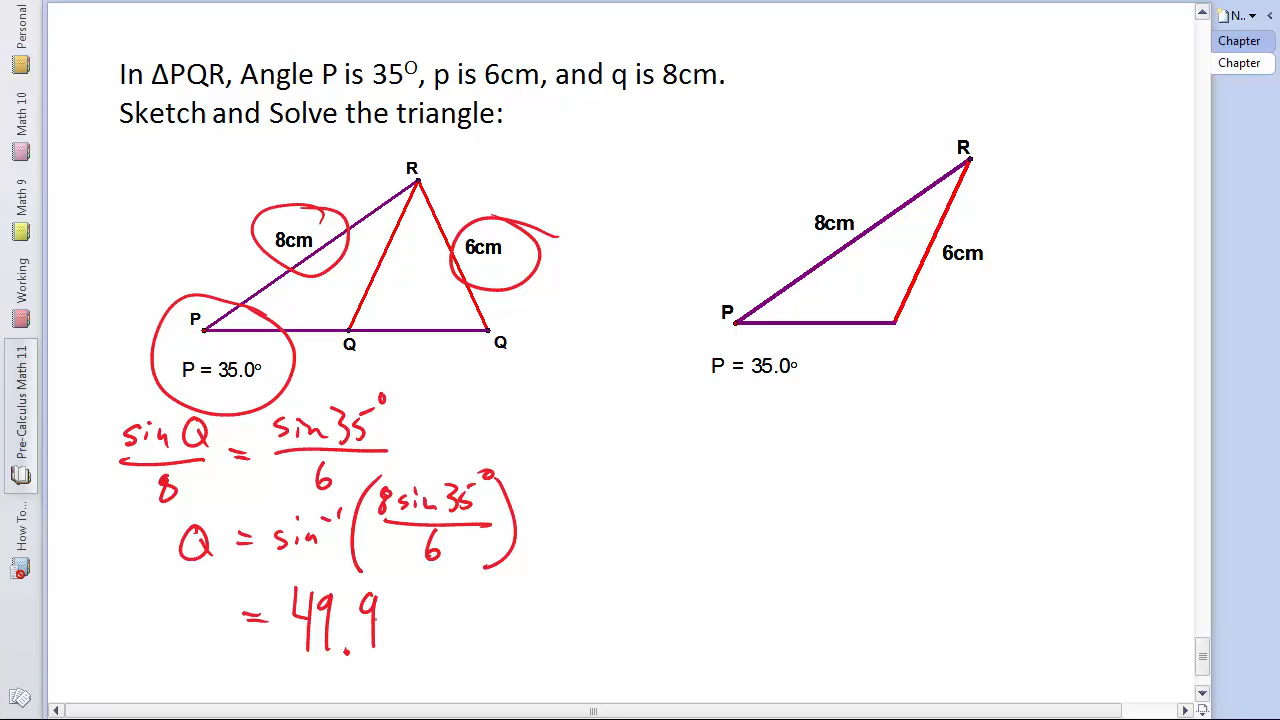 In ΔPQR, Angle P is 35⁰, p is 6cm, and q is 8cm.
Sketch and Solve the triangle:
R
8cm
6cm
P
Q
Q
P = 35.0°
R
8cm
6cm
P
P = 35.0°
sin Q / 8 = sin 35° / 6
Q = sin⁻¹ (8 sin 35° / 6)
= 49.9
Personal
Math 10
Math 9
Working
Pre-Calculus Math 11
How To...
N..
Chapter
Chapter